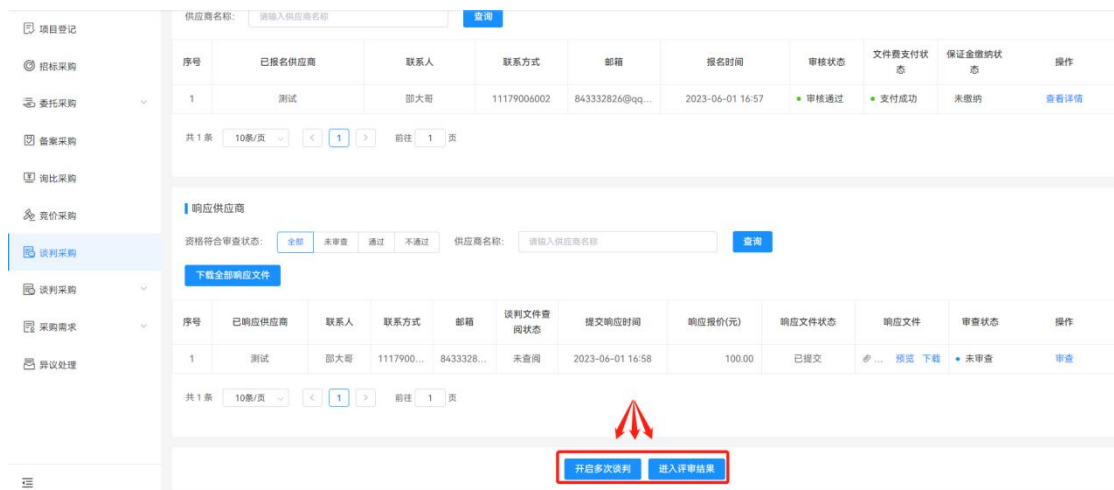 供应商名称: 请输入供应商名称 查询
项目登记
招标采购
委托采购
备案采购
询比采购
竞价采购
谈判采购
谈判采购
采购需求
异议处理
序号 已报名供应商 联系人 联系方式 邮箱 报名时间 审核状态 文件费支付状态 保证金缴纳状态 操作
1 测试 邵大哥 11179006002 843332826@qq... 2023-06-01 16:57 审核通过 支付成功 未缴纳 查看详情
共 1 条 10条/页 1 前往 1 页
响应供应商
资格符合审查状态: 全部 未审查 通过 不通过 供应商名称: 请输入供应商名称 查询
下载全部响应文件
序号 已响应供应商 联系人 联系方式 邮箱 谈判文件查阅状态 提交响应时间 响应报价(元) 响应文件状态 响应文件 审查状态 操作
1 测试 邵大哥 1117900... 8433328... 未查阅 2023-06-01 16:58 100.00 已提交 ... 预览 下载 未审查 审查
共 1 条 10条/页 1 前往 1 页
开启多次谈判 进入评审结果